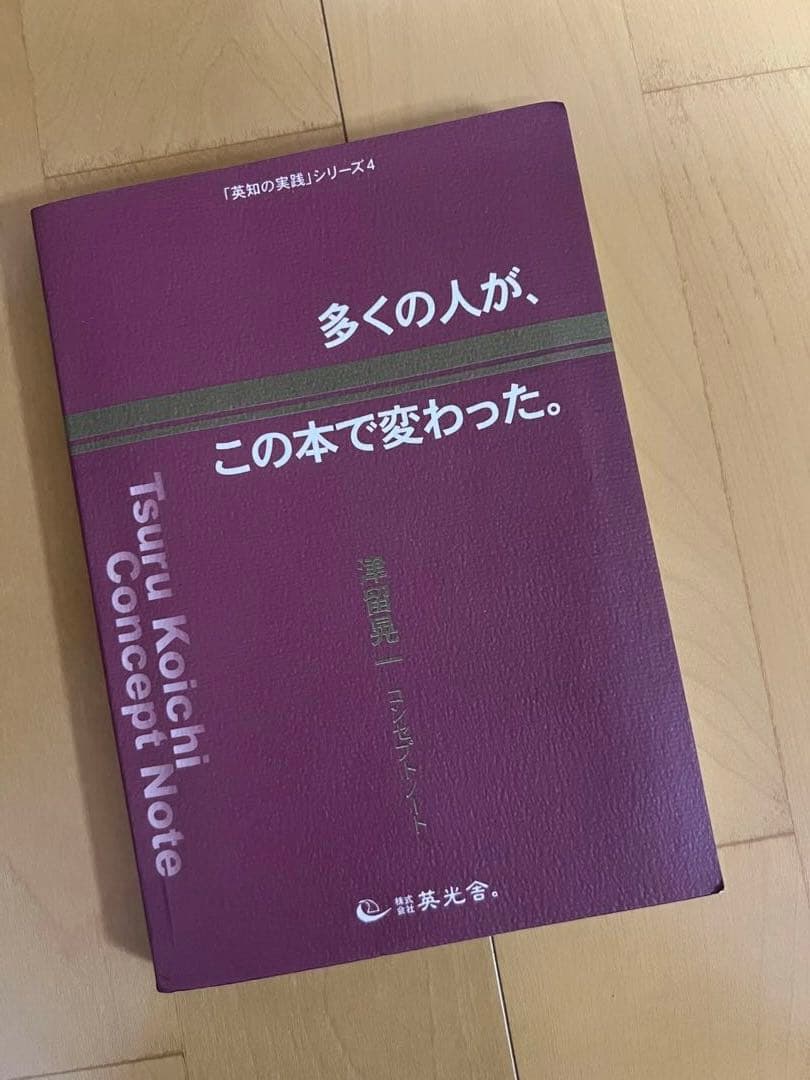 「英知の実践」シリーズ4
多くの人が、
この本で変わった。
Tsuru Koichi
Concept Note
津留晃一
コンセプトノート
株式会社 英光舎。